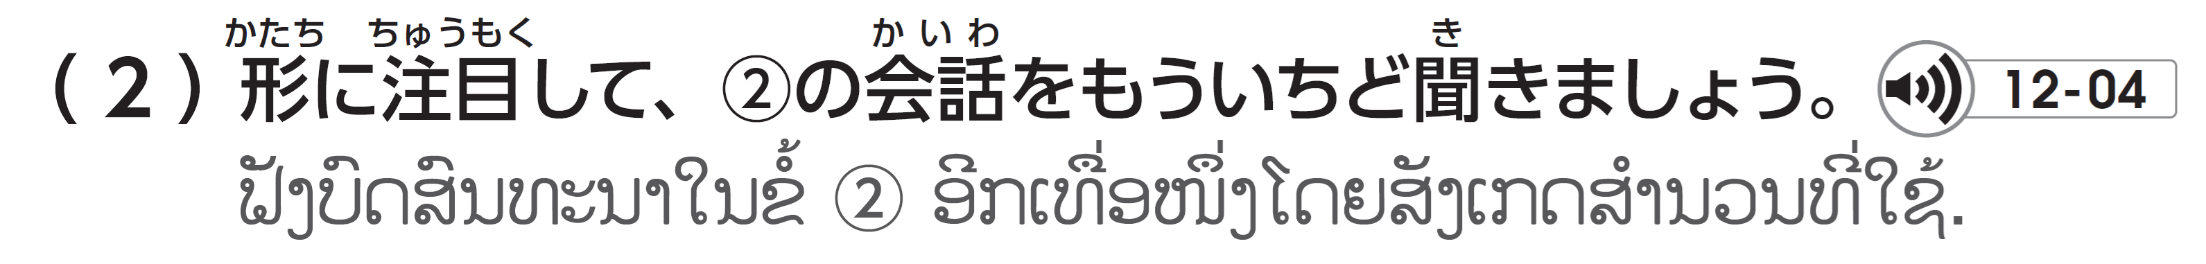 かたち ちゅうもく かいわ き
(2) 形に注目して、②の会話をもういちど聞きましょう。 12-04
ຟັງບົດສົນທະນາໃນຂໍ້ ② ອີກເທື່ອໜຶ່ງໂດຍສັງເກດສຳນວນທີ່ໃຊ້.